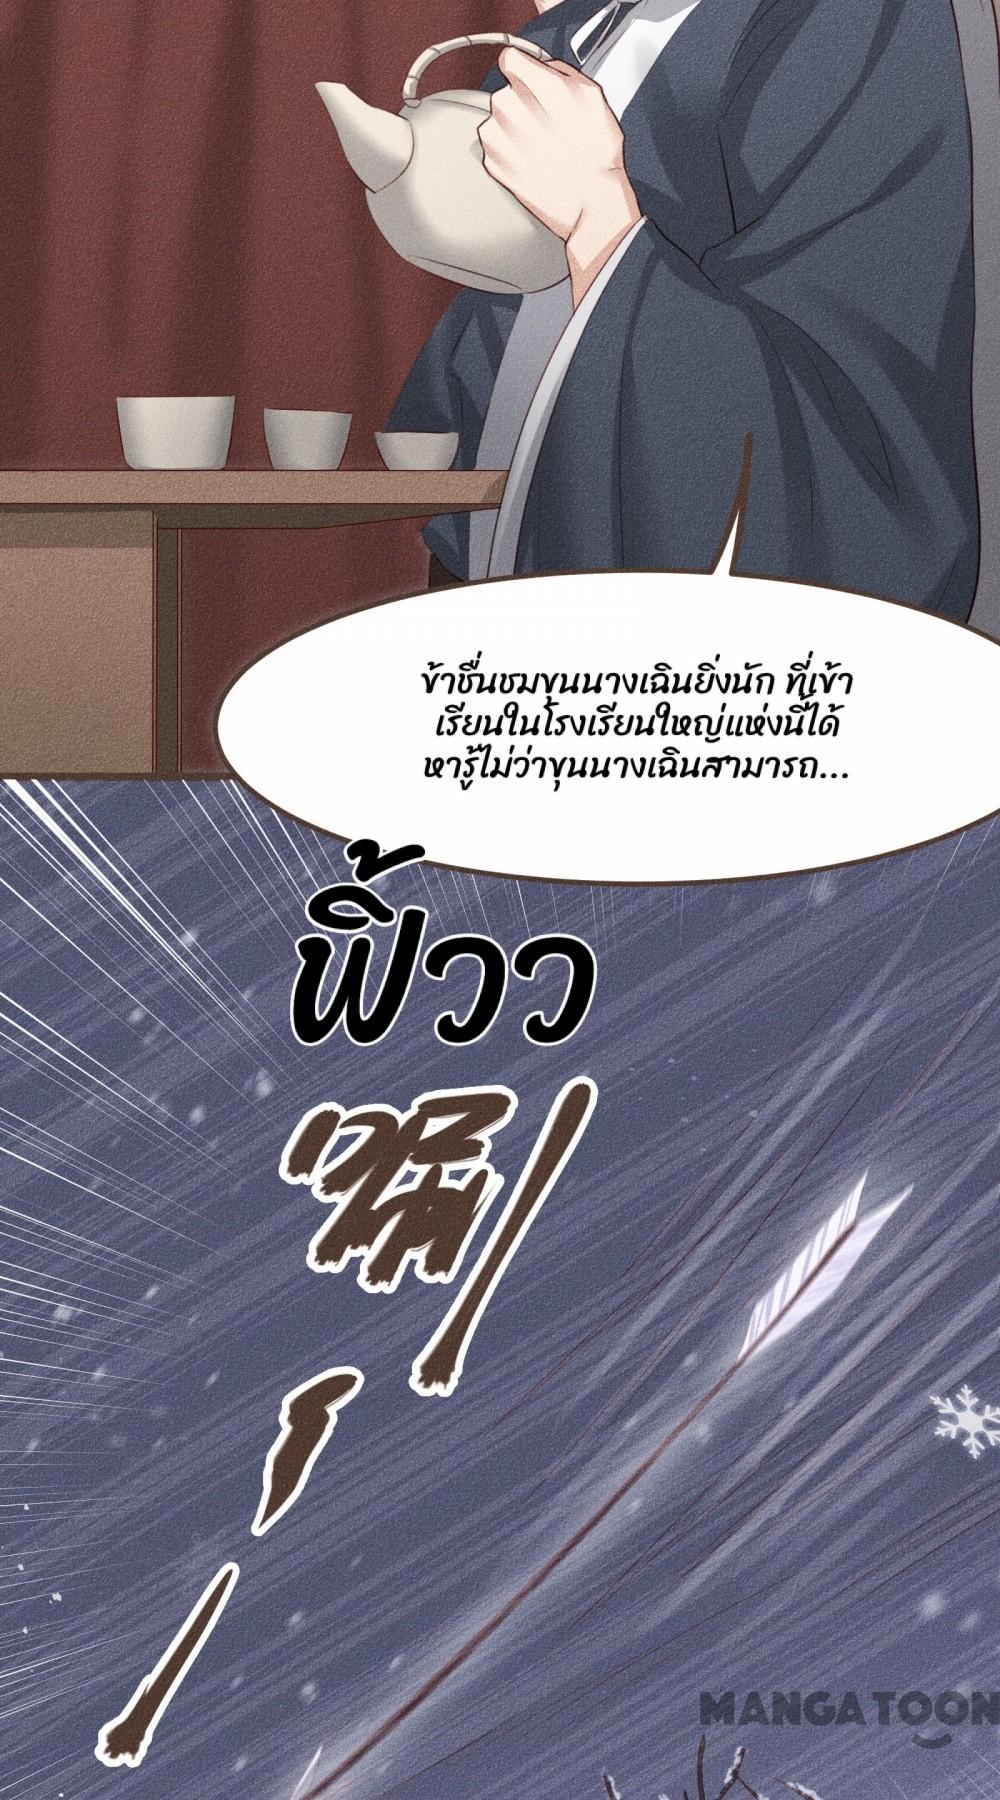 ข้าชื่นชมขุนนางเฉินยิ่งนัก ที่เข้า
เรียนในโรงเรียนใหญ่แห่งนี้ได้
หารู้ไม่ว่าขุนนางเฉินสามารถ...
ฟิ้วว
唰
MANGATOON